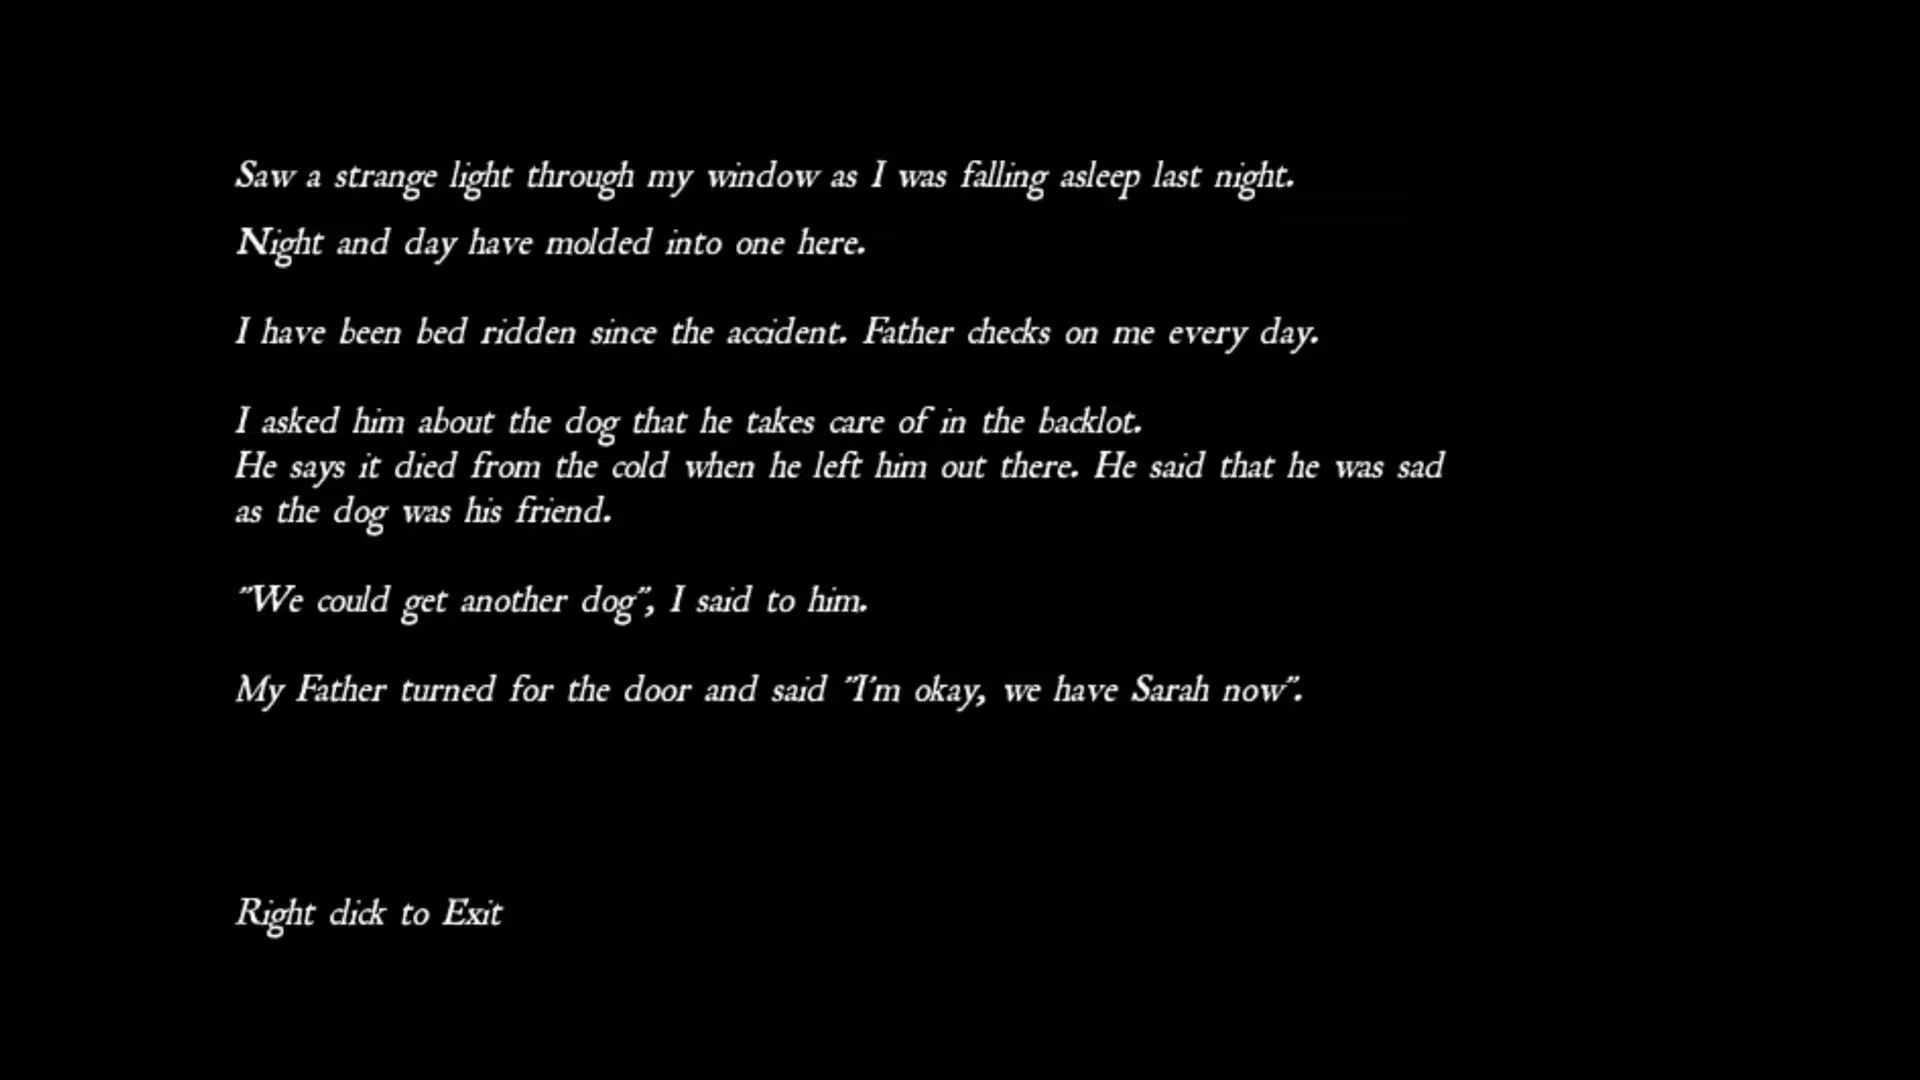 Saw a strange light through my window as I was falling asleep last night.
Night and day have molded into one here.
I have been bed ridden since the accident. Father checks on me every day.
I asked him about the dog that he takes care of in the backlot.
He says it died from the cold when he left him out there. He said that he was sad
as the dog was his friend.
"We could get another dog", I said to him.
My Father turned for the door and said "I'm okay, we have Sarah now".
Right click to Exit